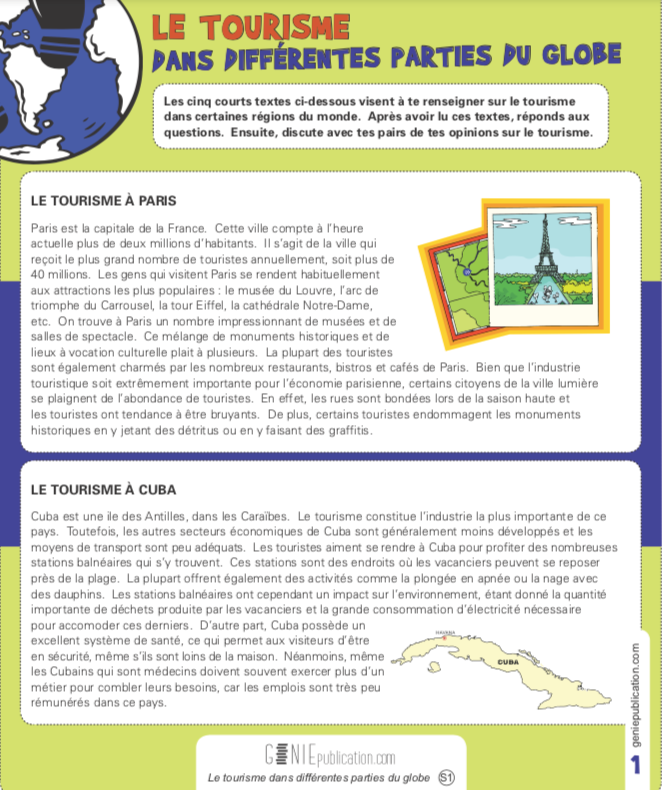 LE TOURISME
DANS DIFFÉRENTES PARTIES DU GLOBE
Les cinq courts textes ci-dessous visent à te renseigner sur le tourisme
dans certaines régions du monde. Après avoir lu ces textes, réponds aux
questions. Ensuite, discute avec tes pairs de tes opinions sur le tourisme.
LE TOURISME À PARIS
Paris est la capitale de la France. Cette ville compte à l'heure
actuelle plus de deux millions d'habitants. Il s'agit de la ville qui
reçoit le plus grand nombre de touristes annuellement, soit plus de
40 millions. Les gens qui visitent Paris se rendent habituellement
aux attractions les plus populaires : le musée du Louvre, l'arc de
triomphe du Carrousel, la tour Eiffel, la cathédrale Notre-Dame,
etc. On trouve à Paris un nombre impressionnant de musées et de
salles de spectacle. Ce mélange de monuments historiques et de
lieux à vocation culturelle plait à plusieurs. La plupart des touristes
sont également charmés par les nombreux restaurants, bistros et cafés de Paris. Bien que l'industrie
touristique soit extrêmement importante pour l'économie parisienne, certains citoyens de la ville lumière
se plaignent de l'abondance de touristes. En effet, les rues sont bondées lors de la saison haute et
les touristes ont tendance à être bruyants. De plus, certains touristes endommagent les monuments
historiques en y jetant des détritus ou en y faisant des graffitis.
LE TOURISME À CUBA
Cuba est une ile des Antilles, dans les Caraïbes. Le tourisme constitue l'industrie la plus importante de ce
pays. Toutefois, les autres secteurs économiques de Cuba sont généralement moins développés et les
moyens de transport sont peu adéquats. Les touristes aiment se rendre à Cuba pour profiter des nombreuses
stations balnéaires qui s'y trouvent. Ces stations sont des endroits où les vacanciers peuvent se reposer
près de la plage. La plupart offrent également des activités comme la plongée en apnée ou la nage avec
des dauphins. Les stations balnéaires ont cependant un impact sur l'environnement, étant donné la quantité
importante de déchets produite par les vacanciers et la grande consommation d'électricité nécessaire
pour accomoder ces derniers. D'autre part, Cuba possède un
excellent système de santé, ce qui permet aux visiteurs d'être
en sécurité, même s'ils sont loins de la maison. Néanmoins, même
les Cubains qui sont médecins doivent souvent exercer plus d'un
métier pour combler leurs besoins, car les emplois sont très peu
rémunérés dans ce pays.
HAVANA
CUBA
geniepublication.com
1
GÉNIEpublication.com
Le tourisme dans différentes parties du globe S1